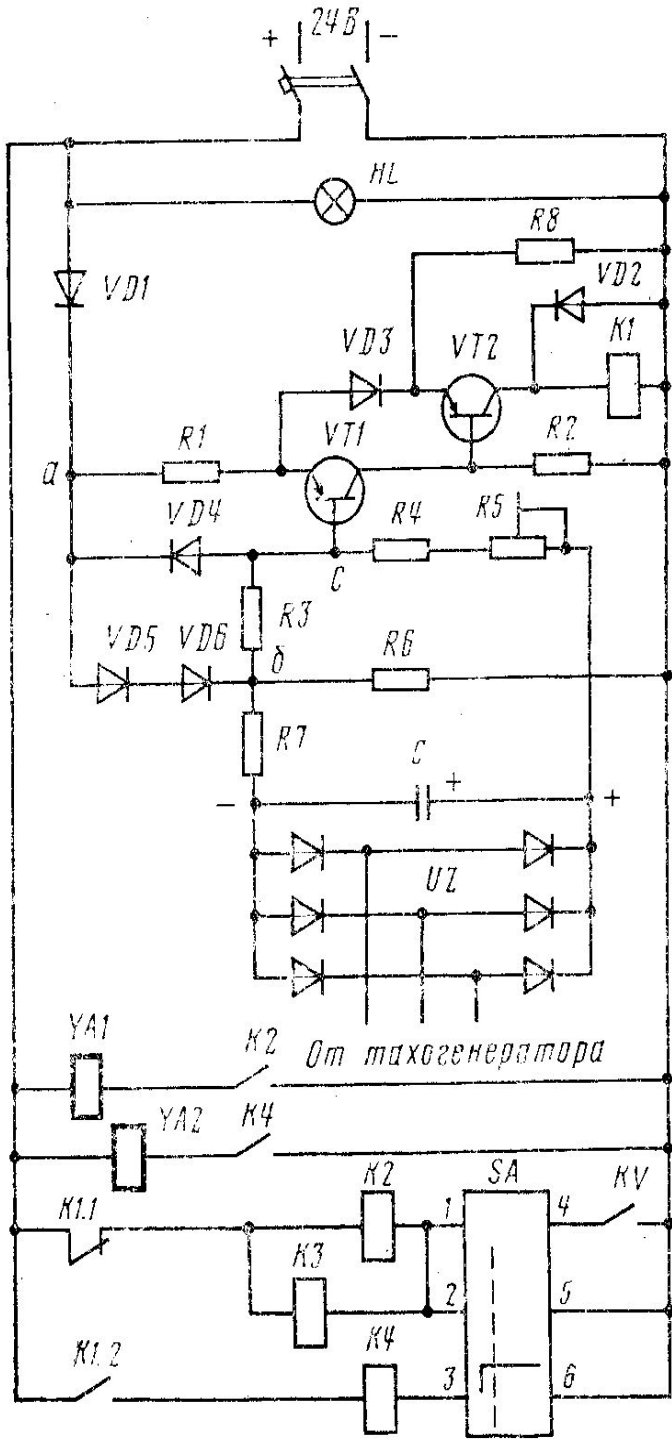 + 24В −
HL
R8
VD1
VD2
VD3
VT2
K1
R1
VT1
R2
а
VD4
R4
R5
С
R3
VD5
VD6
б
R6
R7
C
− + +
UZ
От тахогенератора
YA1
K2
YA2
K4
K2
SA
KV
K1.1
1
4
K3
2
5
K4
K1.2
3
6